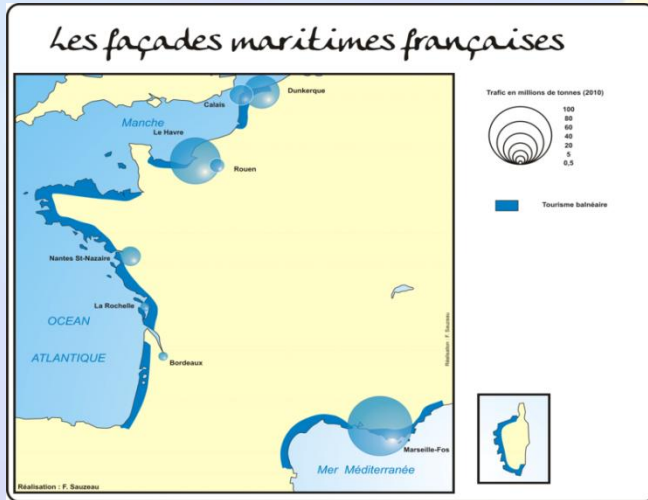 Les façades maritimes françaises
Dunkerque
Calais
Manche
Le Havre
Rouen
Nantes St-Nazaire
La Rochelle
OCEAN
ATLANTIQUE
Bordeaux
Marseille-Fos
Mer Méditerranée
Réalisation : F. Sauzeau
Réalisation : F Sauzeau
Trafic en millions de tonnes (2010)
100
80
60
40
20
5
0,5
Tourisme balnéaire